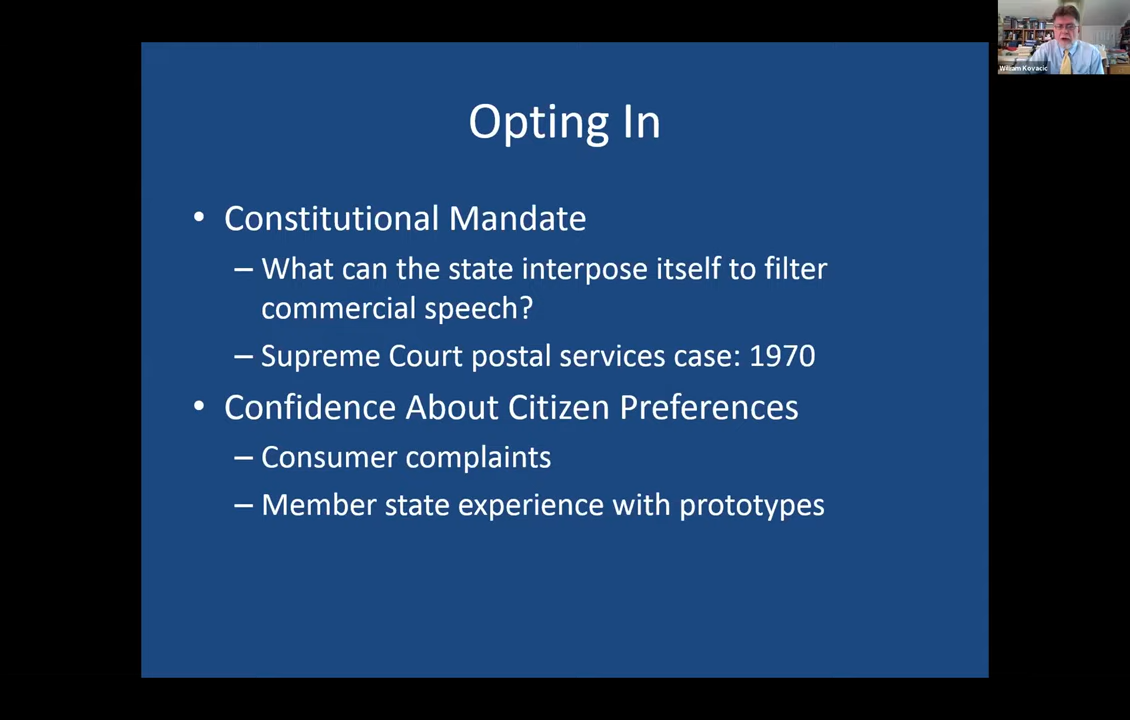 Opting In
• Constitutional Mandate
– What can the state interpose itself to filter
commercial speech?
– Supreme Court postal services case: 1970
• Confidence About Citizen Preferences
– Consumer complaints
– Member state experience with prototypes
William Kovacic